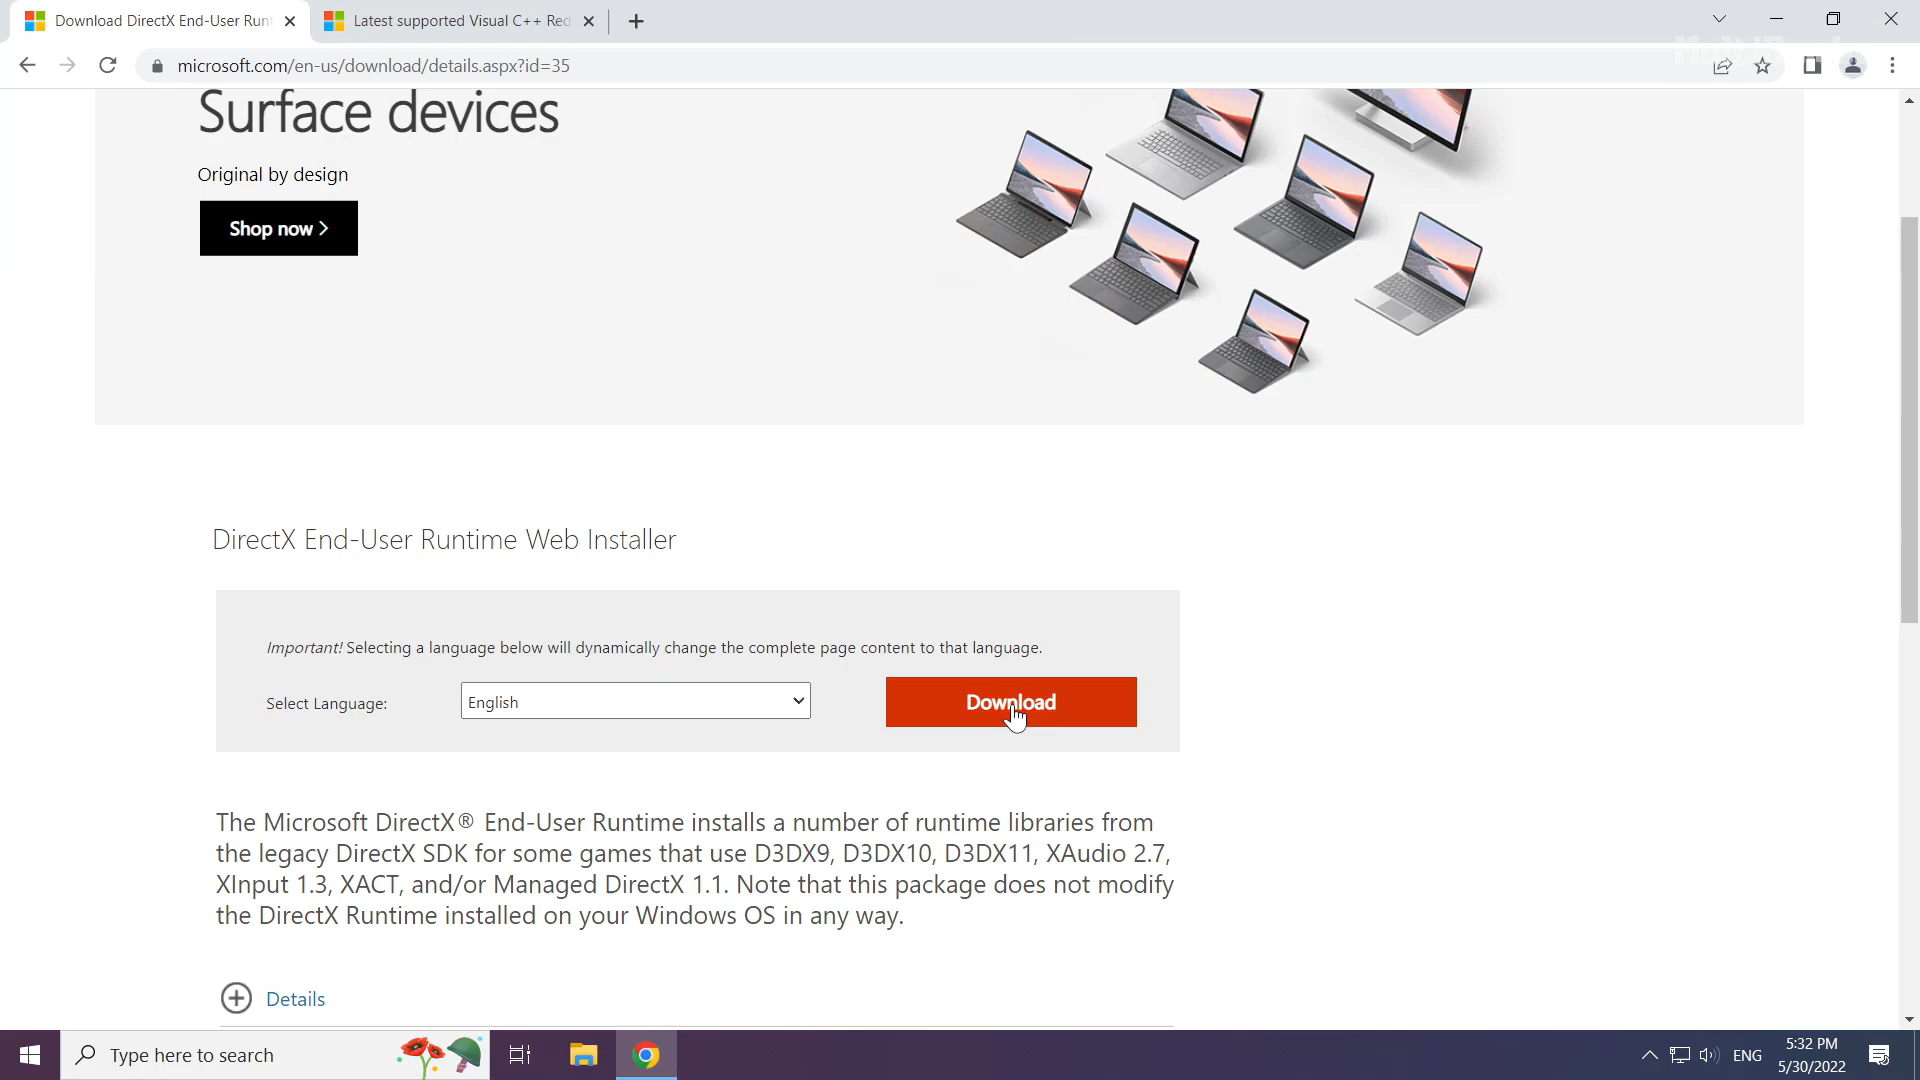 Download DirectX End-User Runt
Latest supported Visual C++ Red
microsoft.com/en-us/download/details.aspx?id=35
Surface devices
Original by design
Shop now >
DirectX End-User Runtime Web Installer
Important! Selecting a language below will dynamically change the complete page content to that language.
Select Language:
English
Download
The Microsoft DirectX® End-User Runtime installs a number of runtime libraries from
the legacy DirectX SDK for some games that use D3DX9, D3DX10, D3DX11, XAudio 2.7,
XInput 1.3, XACT, and/or Managed DirectX 1.1. Note that this package does not modify
the DirectX Runtime installed on your Windows OS in any way.
Details
Type here to search
ENG
5:32 PM
5/30/2022